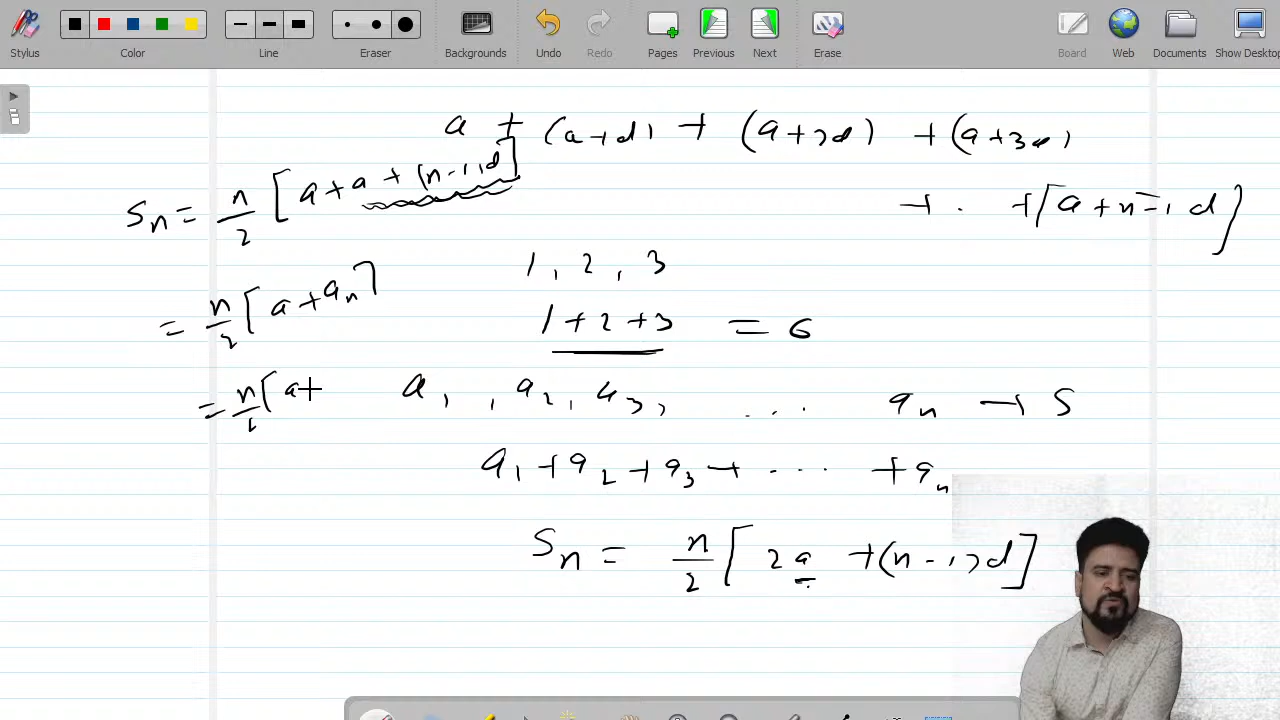 Stylus Color Line Eraser Backgrounds Undo Redo Pages Previous Next Erase Board Web Documents Show Desktop
a + (a+d) + (a+2d) + (a+3d)
+ . + [a + n-1 d]
Sn = n/2 [a + a + (n-1)d]
1, 2, 3
= n/2 [a + an]
1 + 2 + 3 = 6
= n/2 [a+
a1, , a2, a3, ... an → S
a1 + a2 + a3 + ... + an
Sn = n/2 [2a + (n-1)d]